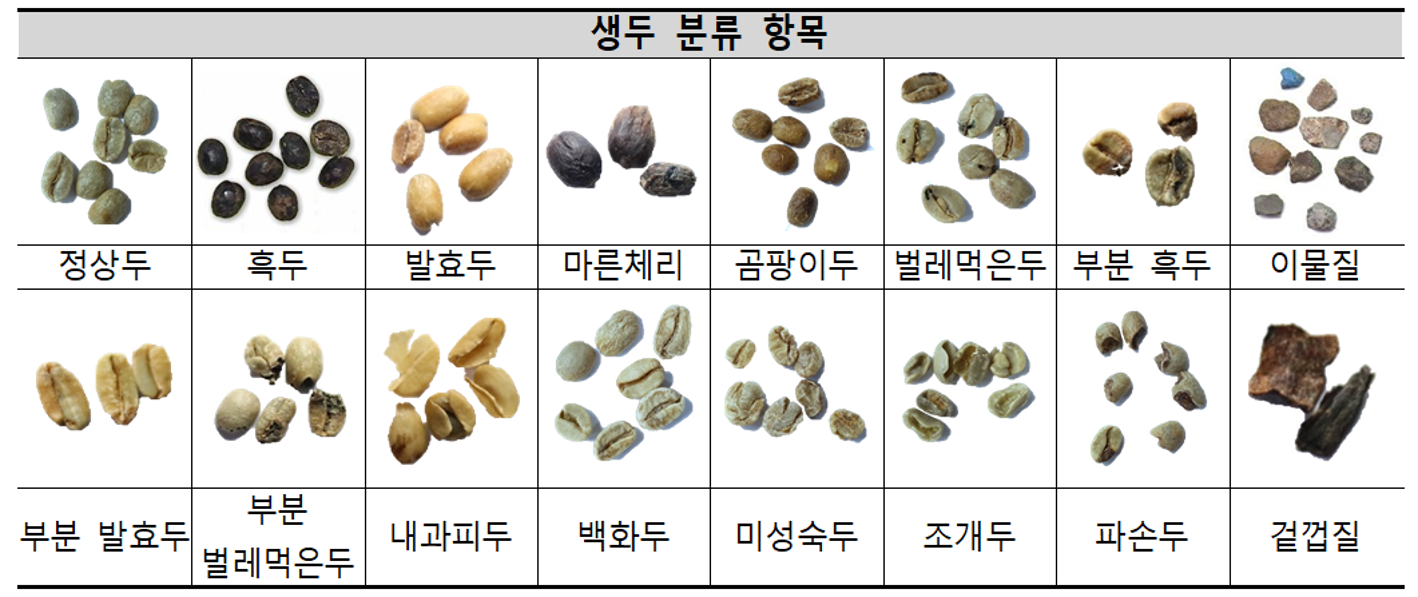 생두 분류 항목
정상두
흑두
발효두
마른체리
곰팡이두
벌레먹은두
부분 흑두
이물질
부분 발효두
부분
벌레먹은두
내과피두
백화두
미성숙두
조개두
파손두
겉껍질